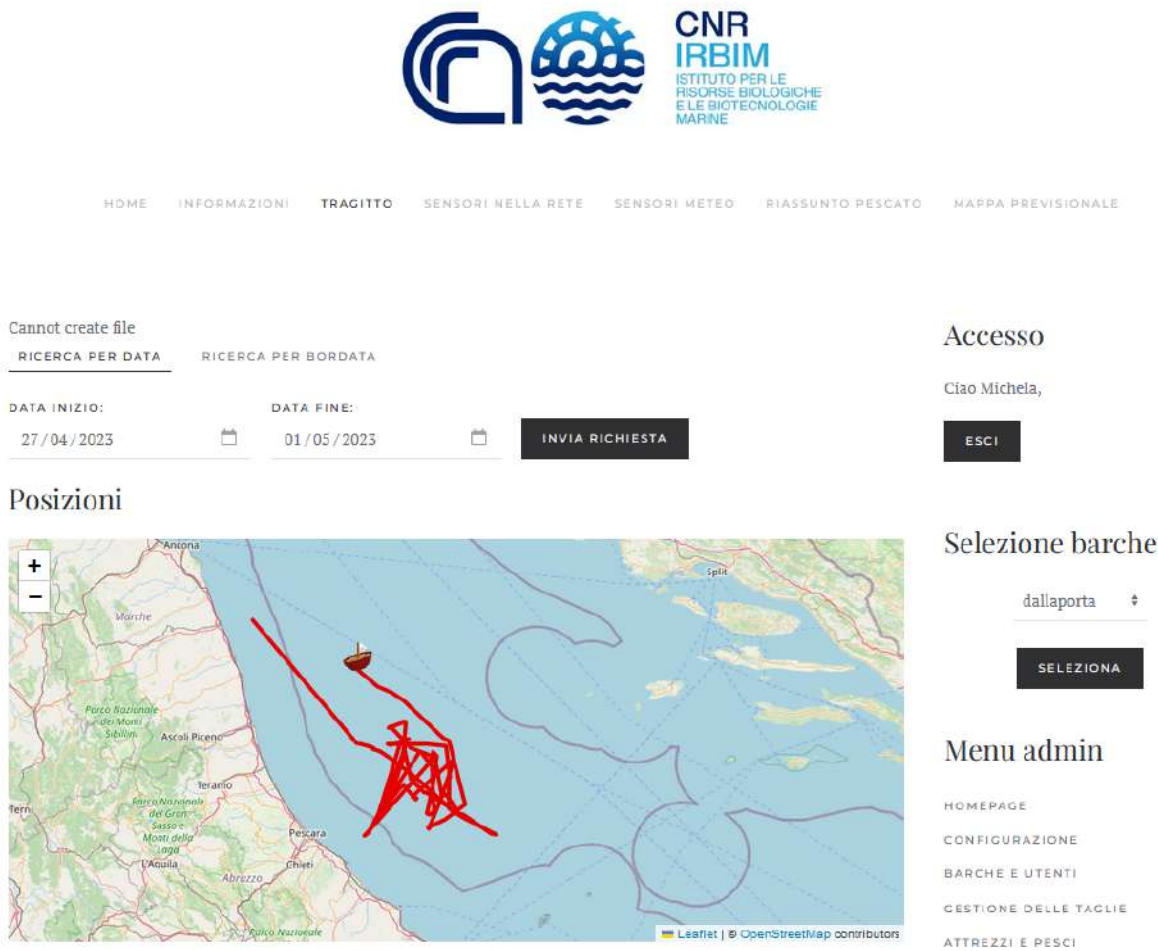 CNR
IRBIM
ISTITUTO PER LE
RISORSE BIOLOGICHE
E LE BIOTECNOLOGIE
MARINE
HOME INFORMAZIONI TRAGITTO SENSORI NELLA RETE SENSORI METEO RIASSUNTO PESCATO MAPPA PREVISIONALE
Cannot create file
RICERCA PER DATA RICERCA PER BORDATA
DATA INIZIO: DATA FINE:
27/04/2023 01/05/2023 INVIA RICHIESTA
Posizioni
+
−
Ancona
Split
Marche
Parco Nazionale
dei Monti
Sibillini
Ascoli Piceno
Teramo
Terni
Parco Nazionale
del Gran
Sasso e
Monti della
Laga
Pescara
L'Aquila
Chieti
Abruzzo
Parco Nazionale
Leaflet | © OpenStreetMap contributors
Accesso
Ciao Michela,
ESCI
Selezione barche
dallaporta
SELEZIONA
Menu admin
HOMEPAGE
CONFIGURAZIONE
BARCHE E UTENTI
GESTIONE DELLE TAGLIE
ATTREZZI E PESCI